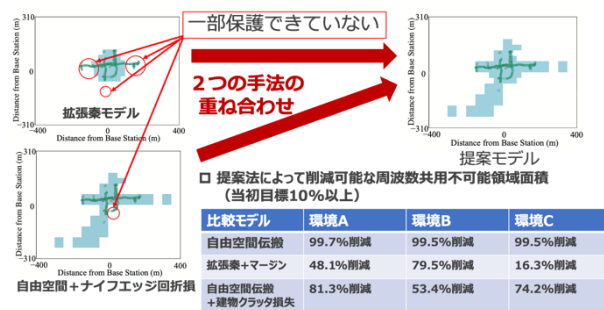 一部保護できていない
310
0
-310
-400
0
400
Distance from Base Station (m)
Distance from Base Station (m)
拡張秦モデル
2つの手法の
重ね合わせ
310
0
-310
-400
0
400
Distance from Base Station (m)
Distance from Base Station (m)
提案モデル
310
0
-310
-400
0
400
Distance from Base Station (m)
Distance from Base Station (m)
自由空間+ナイフエッジ回折損
提案法によって削減可能な周波数共用不可能領域面積
(当初目標10%以上)
比較モデル 環境A 環境B 環境C
自由空間伝搬 99.7%削減 99.5%削減 99.5%削減
拡張秦+マージン 48.1%削減 79.5%削減 16.3%削減
自由空間伝搬 81.3%削減 53.4%削減 74.2%削減
+建物クラッタ損失